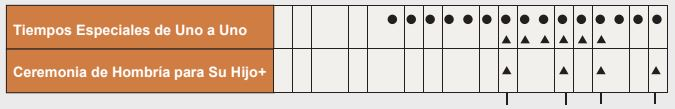 Tiempos Especiales de Uno a Uno
Ceremonia de Hombría para Su Hijo+